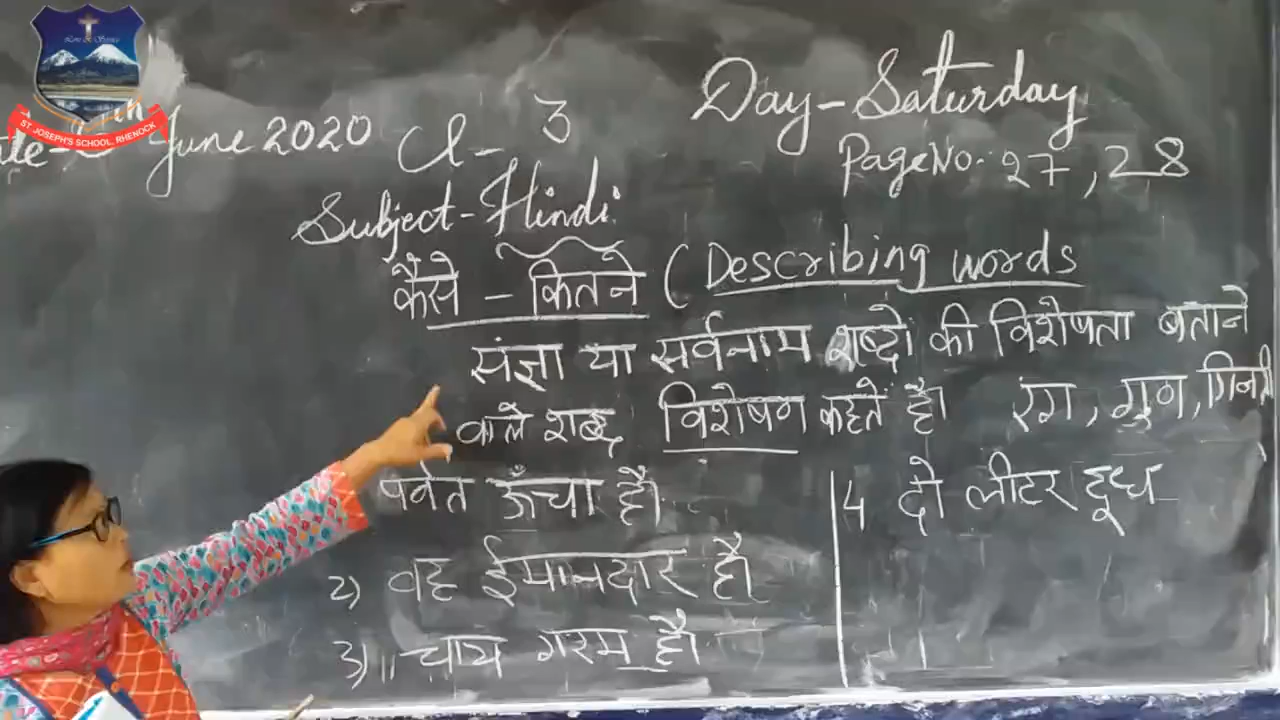 Love & Service
ST. JOSEPH'S SCHOOL, RHENOCK
June 2020 Cl - 3 Day - Saturday
Page No. 27, 28
Subject - Hindi
कैसे - कितने ( Describing words
संज्ञा या सर्वनाम शब्दो की विशेषता बताने
वाले शब्द विशेषण कहते है। रंग, गुण, गिनती
पर्वत ऊँचा है।
2) वह ईमानदार है।
3) चाय गरम है।
4 दो लीटर दूध